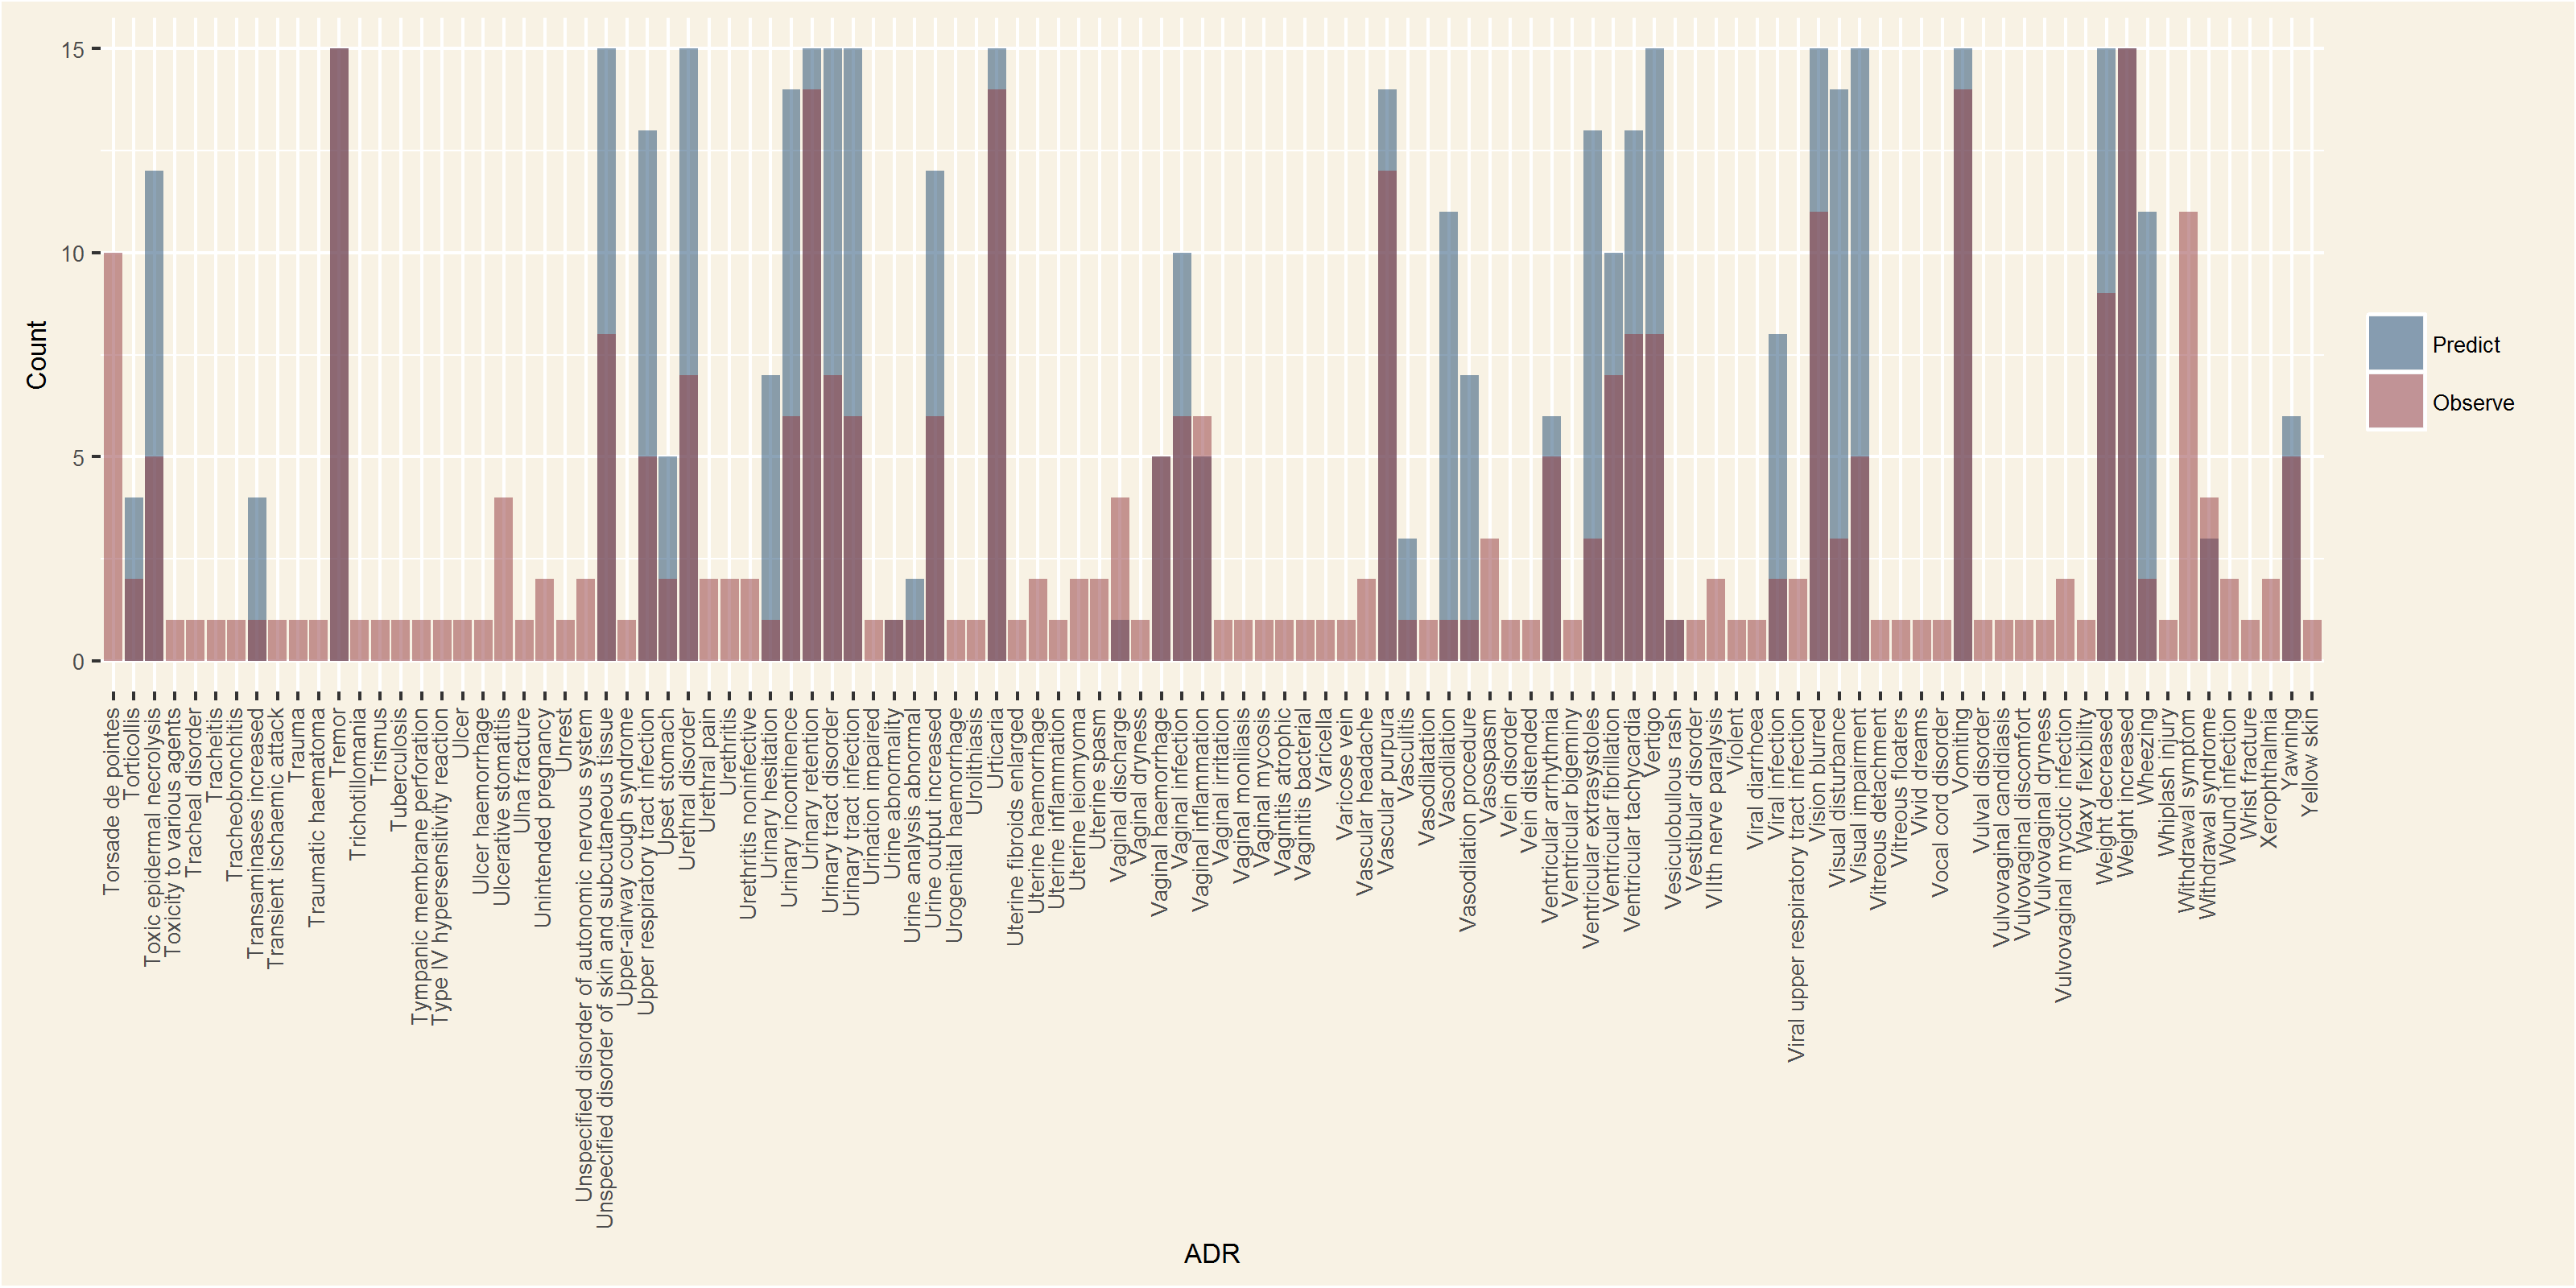 15
10
5
0
Count
Torsade de pointes
Torticollis
Toxic epidermal necrolysis
Toxicity to various agents
Tracheal disorder
Tracheitis
Tracheobronchitis
Transaminases increased
Transient ischaemic attack
Trauma
Traumatic haematoma
Tremor
Trichotillomania
Trismus
Tuberculosis
Tympanic membrane perforation
Type IV hypersensitivity reaction
Ulcer
Ulcer haemorrhage
Ulcerative stomatitis
Ulna fracture
Unintended pregnancy
Unrest
Unspecified disorder of autonomic nervous system
Unspecified disorder of skin and subcutaneous tissue
Upper-airway cough syndrome
Upper respiratory tract infection
Upset stomach
Urethral disorder
Urethral pain
Urethritis
Urethritis noninfective
Urinary hesitation
Urinary incontinence
Urinary retention
Urinary tract disorder
Urinary tract infection
Urination impaired
Urine abnormality
Urine analysis abnormal
Urine output increased
Urogenital haemorrhage
Urolithiasis
Urticaria
Uterine fibroids enlarged
Uterine haemorrhage
Uterine inflammation
Uterine leiomyoma
Uterine spasm
Vaginal discharge
Vaginal dryness
Vaginal haemorrhage
Vaginal infection
Vaginal inflammation
Vaginal irritation
Vaginal moniliasis
Vaginal mycosis
Vaginitis atrophic
Vaginitis bacterial
Varicella
Varicose vein
Vascular headache
Vascular purpura
Vasculitis
Vasodilatation
Vasodilation
Vasodilation procedure
Vasospasm
Vein disorder
Vein distended
Ventricular arrhythmia
Ventricular bigeminy
Ventricular extrasystoles
Ventricular fibrillation
Ventricular tachycardia
Vertigo
Vesiculobullous rash
Vestibular disorder
VIIth nerve paralysis
Violent
Viral diarrhoea
Viral infection
Viral upper respiratory tract infection
Vision blurred
Visual disturbance
Visual impairment
Vitreous detachment
Vitreous floaters
Vivid dreams
Vocal cord disorder
Vomiting
Vulval disorder
Vulvovaginal candidiasis
Vulvovaginal discomfort
Vulvovaginal dryness
Vulvovaginal mycotic infection
Waxy flexibility
Weight decreased
Weight increased
Wheezing
Whiplash injury
Withdrawal symptom
Withdrawal syndrome
Wound infection
Wrist fracture
Xerophthalmia
Yawning
Yellow skin
ADR
Predict
Observe